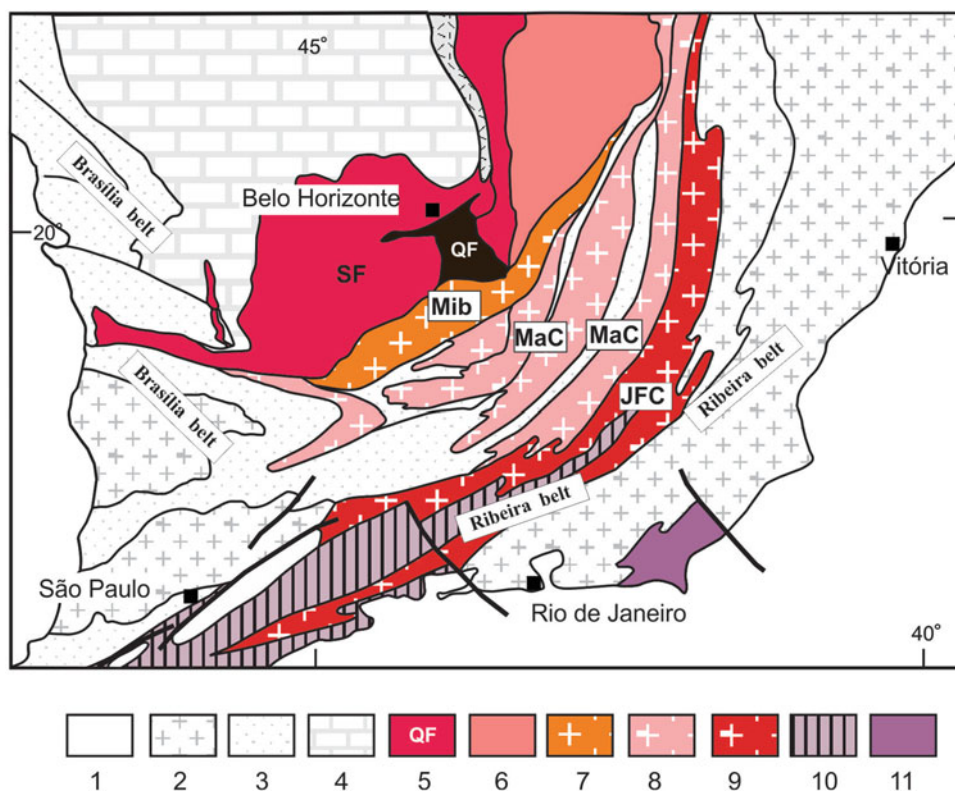 45°
Brasília belt
Belo Horizonte
20°
QF
Vitória
SF
Mib
MaC
MaC
Brasília belt
JFC
Ribeira belt
Ribeira belt
São Paulo
Rio de Janeiro
40°
QF
1 2 3 4 5 6 7 8 9 10 11